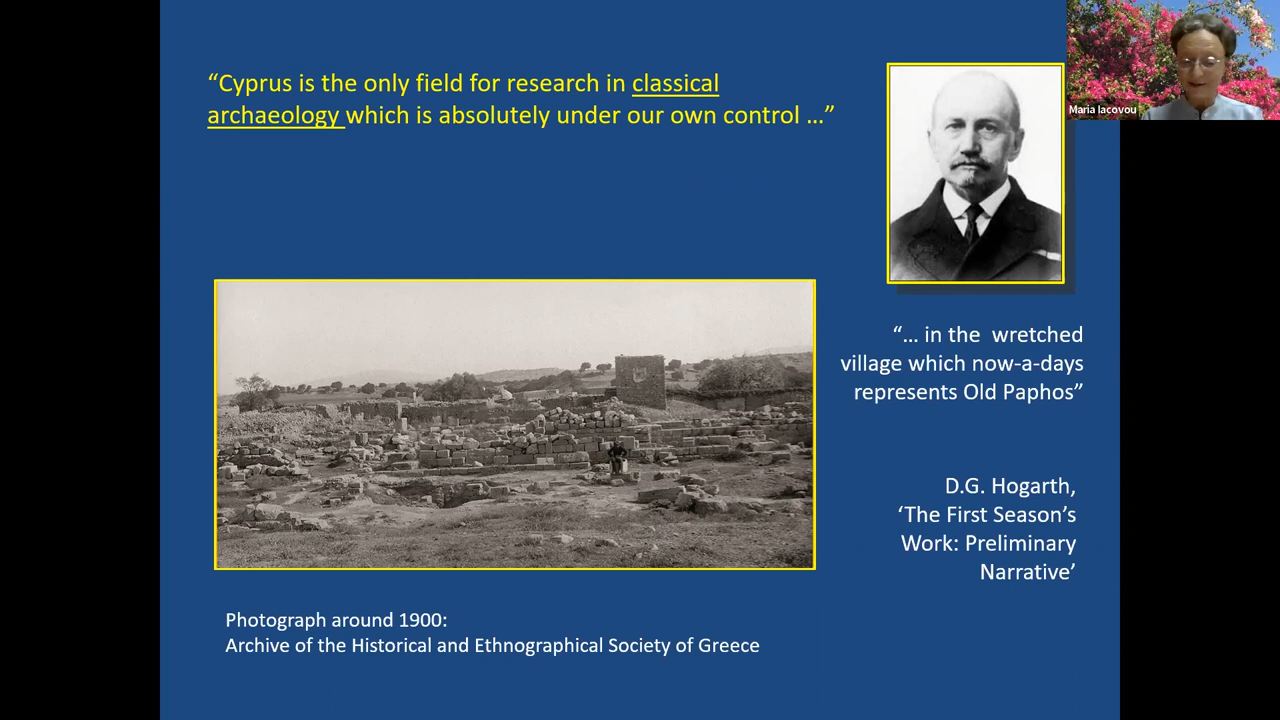 “Cyprus is the only field for research in classical
archaeology which is absolutely under our own control ...”
Maria Iacovou
“... in the wretched
village which now-a-days
represents Old Paphos”
D.G. Hogarth,
‘The First Season’s
Work: Preliminary
Narrative’
Photograph around 1900:
Archive of the Historical and Ethnographical Society of Greece